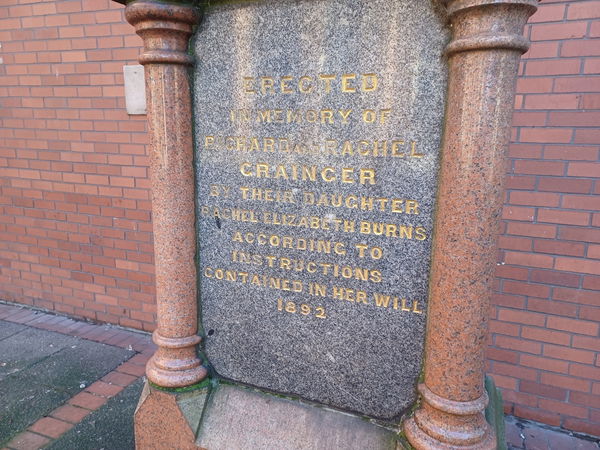 ERECTED
IN MEMORY OF
RICHARD AND RACHEL
GRAINGER
BY THEIR DAUGHTER
RACHEL ELIZABETH BURNS
ACCORDING TO
INSTRUCTIONS
CONTAINED IN HER WILL
1892